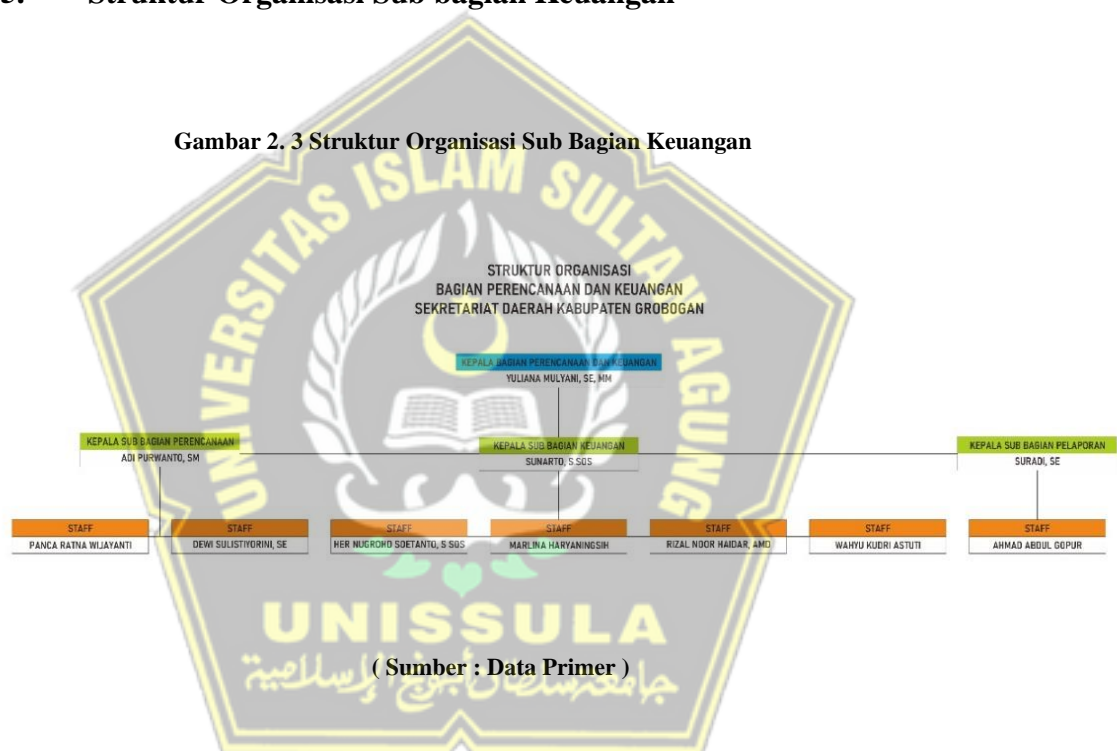 Struktur Organisasi Sub-bagian Keuangan
Gambar 2. 3 Struktur Organisasi Sub Bagian Keuangan
UNIVERSITAS ISLAM SULTAN AGUNG
STRUKTUR ORGANISASI
BAGIAN PERENCANAAN DAN KEUANGAN
SEKRETARIAT DAERAH KABUPATEN GROBOGAN
KEPALA BAGIAN PERENCANAAN DAN KEUANGAN
YULIANA MULYANI, SE, MM
KEPALA SUB BAGIAN PERENCANAAN
ADI PURWANTO, SM
KEPALA SUB BAGIAN KEUANGAN
SUNARTO, S SOS
KEPALA SUB BAGIAN PELAPORAN
SURADI, SE
STAFF
PANCA RATNA WIJAYANTI
STAFF
DEWI SULISTIYORINI, SE
STAFF
HER NUGROHO SOETANTO, S SOS
STAFF
MARLINA HARYANINGSIH
STAFF
RIZAL NOOR HAIDAR, AMD
STAFF
WAHYU KUDRI ASTUTI
STAFF
AHMAD ABDUL GOPUR
UNISSULA
( Sumber : Data Primer )
جامعة سلطان أجونج الإسلامية